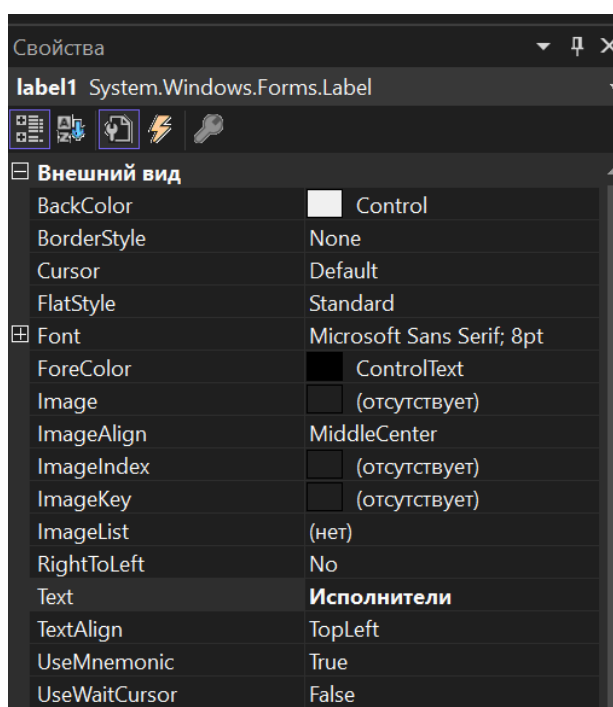 Свойства
label1 System.Windows.Forms.Label
Внешний вид
BackColor Control
BorderStyle None
Cursor Default
FlatStyle Standard
Font Microsoft Sans Serif; 8pt
ForeColor ControlText
Image (отсутствует)
ImageAlign MiddleCenter
ImageIndex (отсутствует)
ImageKey (отсутствует)
ImageList (нет)
RightToLeft No
Text Исполнители
TextAlign TopLeft
UseMnemonic True
UseWaitCursor False